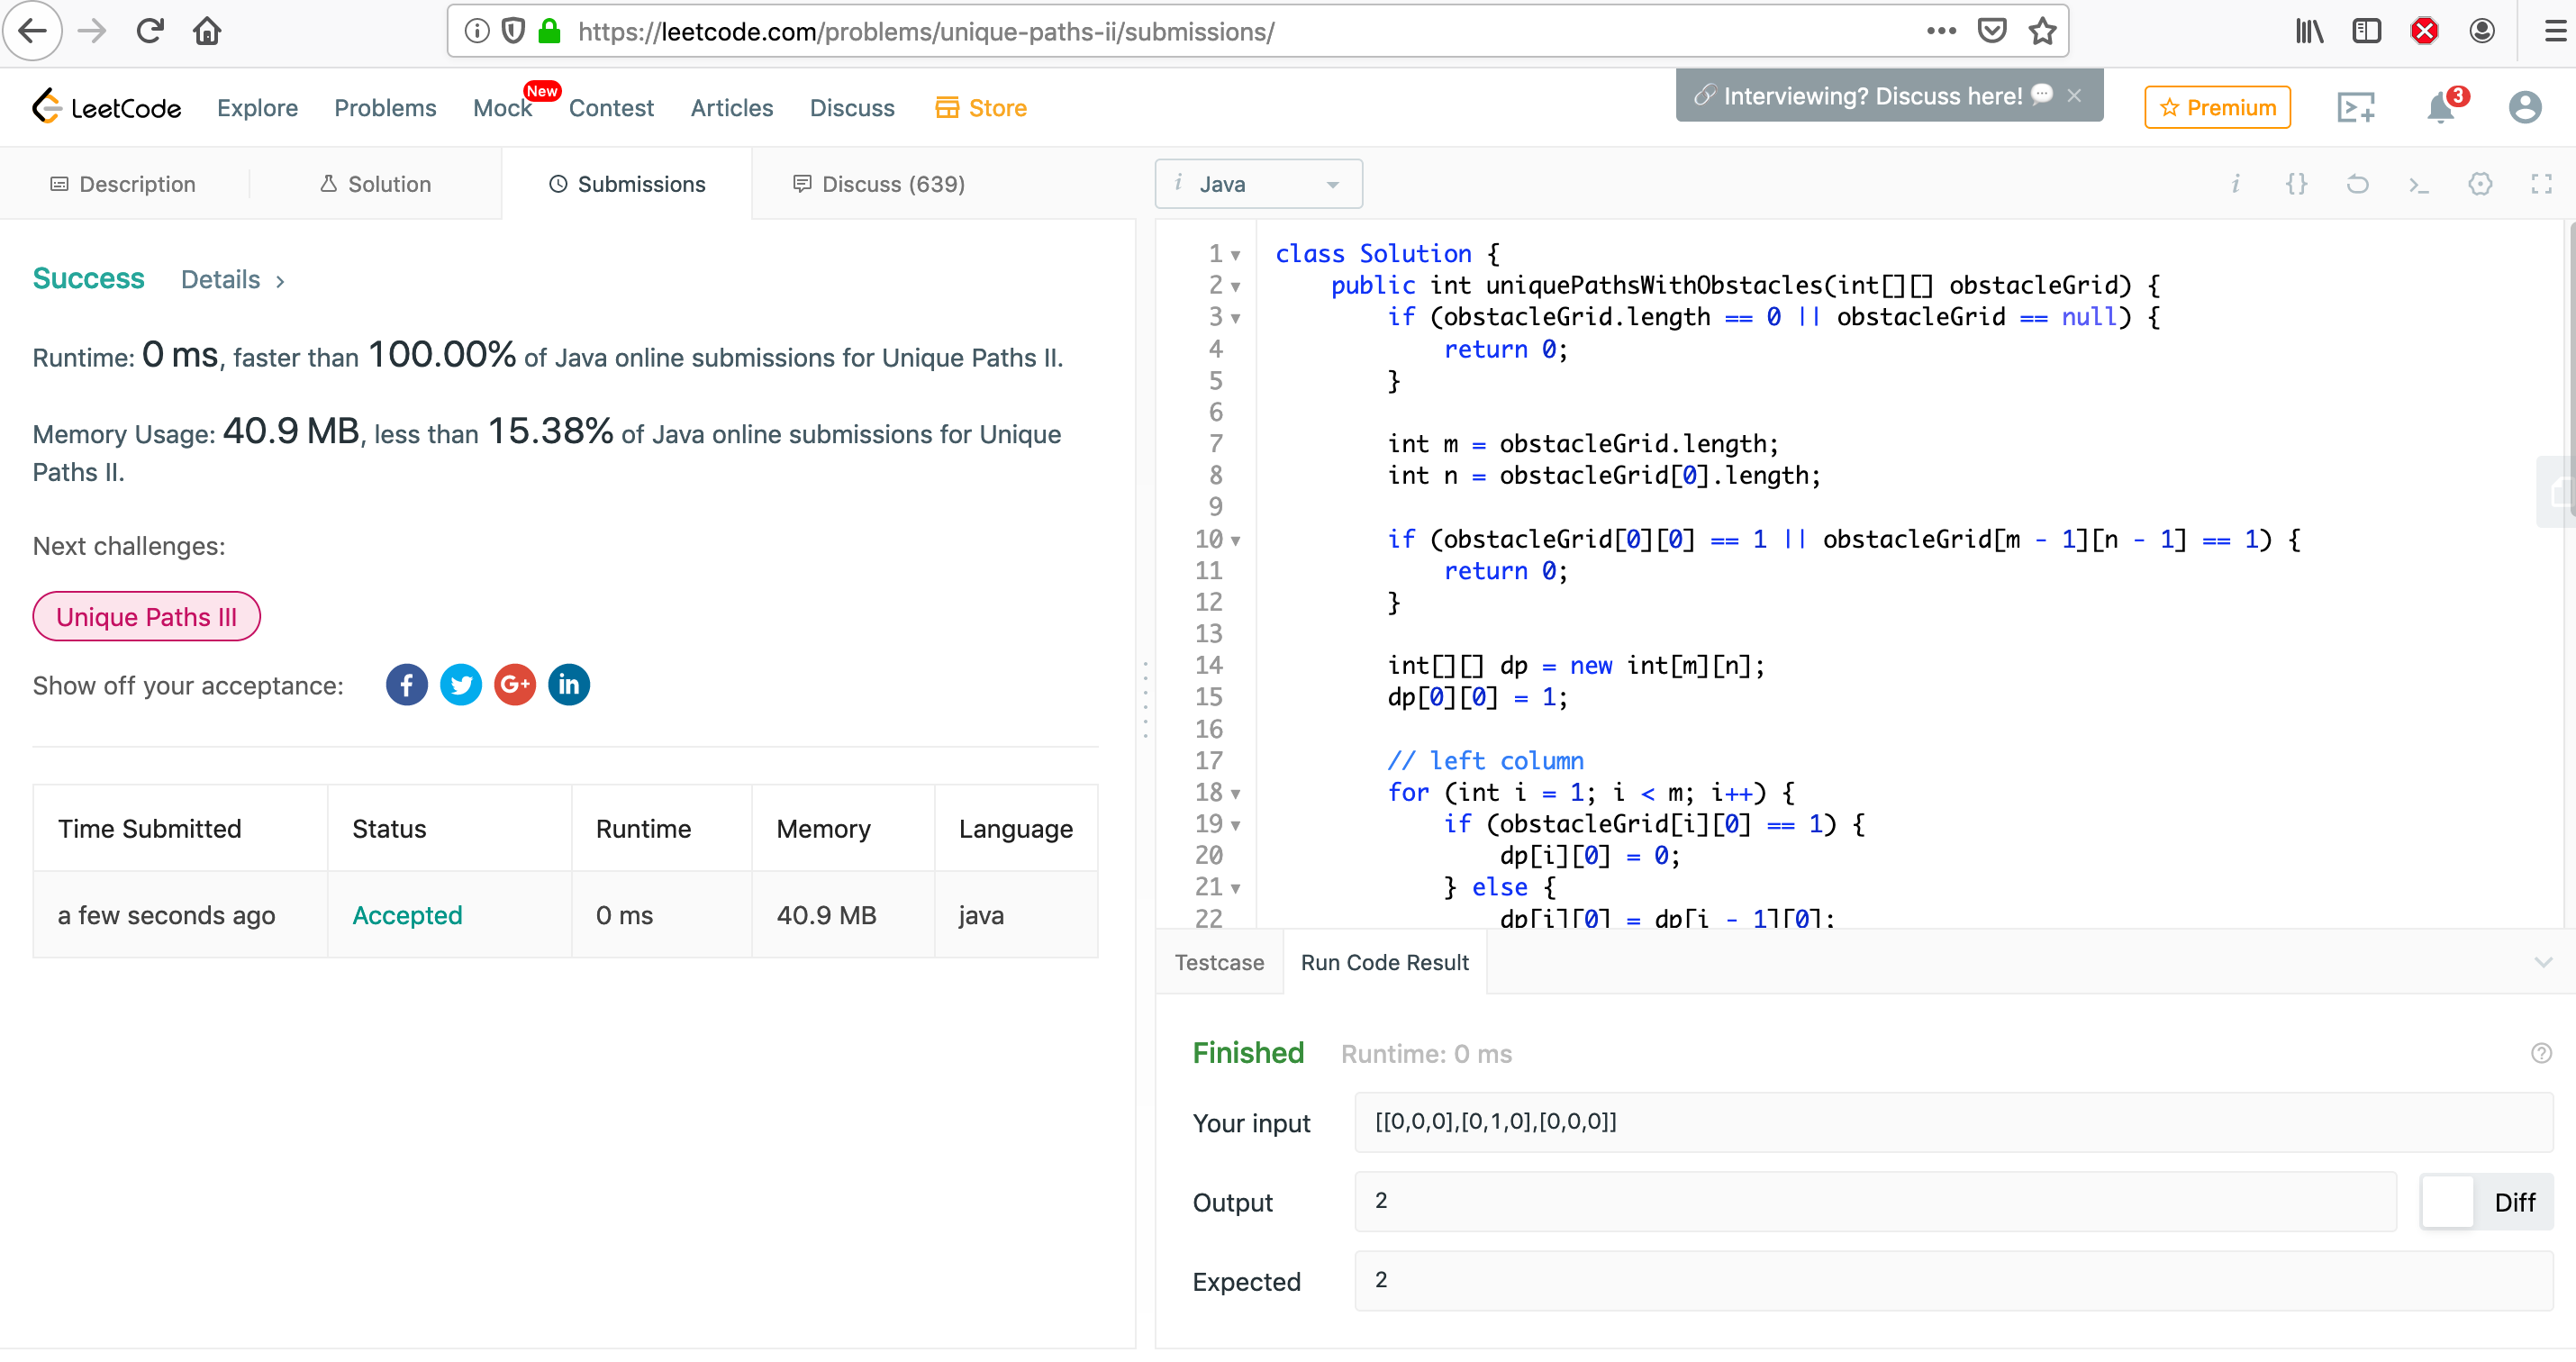 https://leetcode.com/problems/unique-paths-ii/submissions/
LeetCode Explore Problems Mock New Contest Articles Discuss Store
Interviewing? Discuss here! ×
Premium 3
Description Solution Submissions Discuss (639)
i Java
Success Details >
Runtime: 0 ms, faster than 100.00% of Java online submissions for Unique Paths II.
Memory Usage: 40.9 MB, less than 15.38% of Java online submissions for Unique
Paths II.
Next challenges:
Unique Paths III
Show off your acceptance: f G+ in
Time Submitted Status Runtime Memory Language
a few seconds ago Accepted 0 ms 40.9 MB java
1 class Solution {
2 public int uniquePathsWithObstacles(int[][] obstacleGrid) {
3 if (obstacleGrid.length == 0 || obstacleGrid == null) {
4 return 0;
5 }
6
7 int m = obstacleGrid.length;
8 int n = obstacleGrid[0].length;
9
10 if (obstacleGrid[0][0] == 1 || obstacleGrid[m - 1][n - 1] == 1) {
11 return 0;
12 }
13
14 int[][] dp = new int[m][n];
15 dp[0][0] = 1;
16
17 // left column
18 for (int i = 1; i < m; i++) {
19 if (obstacleGrid[i][0] == 1) {
20 dp[i][0] = 0;
21 } else {
22 dp[i][0] = dp[i - 1][0];
Testcase Run Code Result
Finished Runtime: 0 ms
Your input [[0,0,0],[0,1,0],[0,0,0]]
Output 2 Diff
Expected 2